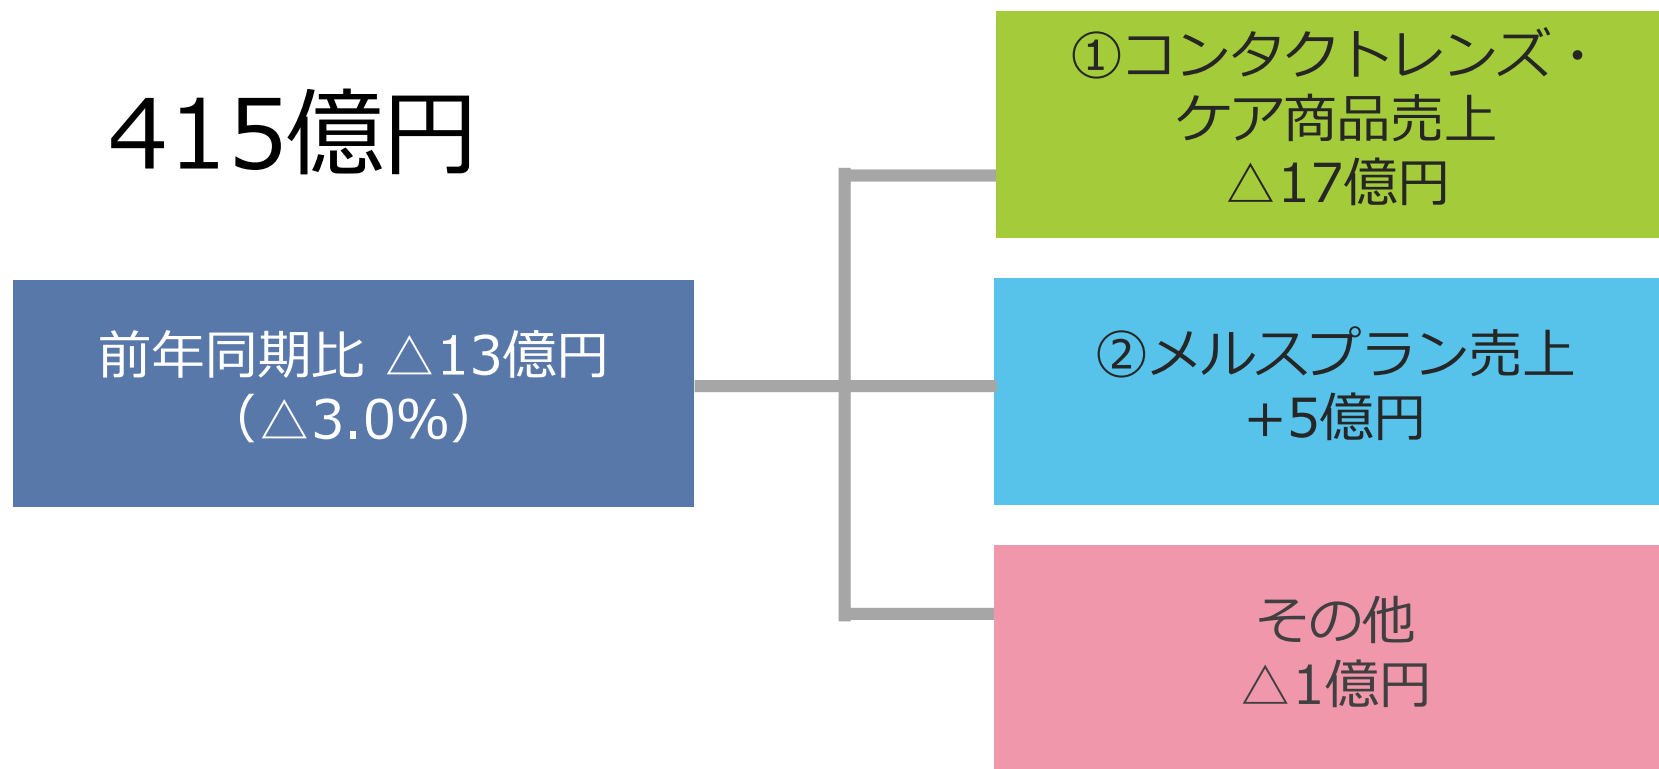 415億円
前年同期比 △13億円
（△3.0%）
①コンタクトレンズ・
ケア商品売上
△17億円
②メルスプラン売上
+5億円
その他
△1億円